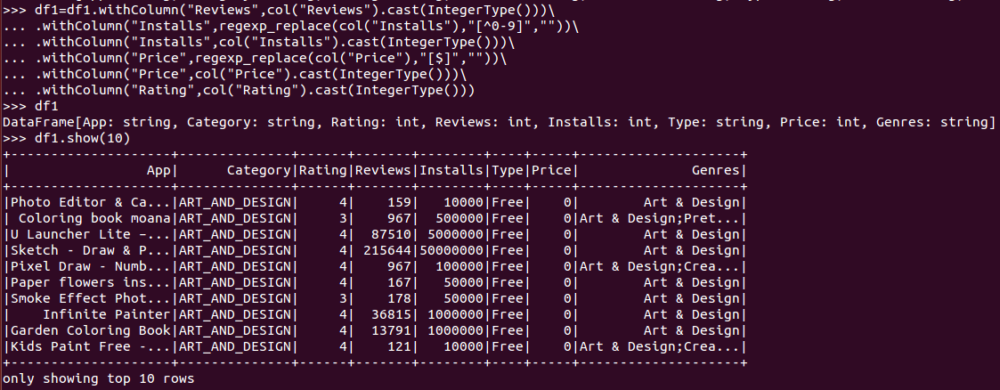 >>> df1=df1.withColumn("Reviews",col("Reviews").cast(IntegerType()))\
... .withColumn("Installs",regexp_replace(col("Installs"),"[^0-9]",""))\
... .withColumn("Installs",col("Installs").cast(IntegerType()))\
... .withColumn("Price",regexp_replace(col("Price"),"[$]",""))\
... .withColumn("Price",col("Price").cast(IntegerType()))\
... .withColumn("Rating",col("Rating").cast(IntegerType()))
>>> df1
DataFrame[App: string, Category: string, Rating: int, Reviews: int, Installs: int, Type: string, Price: int, Genres: string]
>>> df1.show(10)
+--------------------+--------------+------+-------+--------+----+-----+--------------------+
|                 App|      Category|Rating|Reviews|Installs|Type|Price|              Genres|
+--------------------+--------------+------+-------+--------+----+-----+--------------------+
|Photo Editor & Ca...|ART_AND_DESIGN|     4|    159|   10000|Free|    0|        Art & Design|
| Coloring book moana|ART_AND_DESIGN|     3|    967|  500000|Free|    0|Art & Design;Pret...|
|U Launcher Lite –...|ART_AND_DESIGN|     4|  87510| 5000000|Free|    0|        Art & Design|
|Sketch - Draw & P...|ART_AND_DESIGN|     4| 215644|50000000|Free|    0|        Art & Design|
|Pixel Draw - Numb...|ART_AND_DESIGN|     4|    967|  100000|Free|    0|Art & Design;Crea...|
|Paper flowers ins...|ART_AND_DESIGN|     4|    167|   50000|Free|    0|        Art & Design|
|Smoke Effect Phot...|ART_AND_DESIGN|     3|    178|   50000|Free|    0|        Art & Design|
|    Infinite Painter|ART_AND_DESIGN|     4|  36815| 1000000|Free|    0|        Art & Design|
|Garden Coloring Book|ART_AND_DESIGN|     4|  13791| 1000000|Free|    0|        Art & Design|
|Kids Paint Free -...|ART_AND_DESIGN|     4|    121|   10000|Free|    0|Art & Design;Crea...|
+--------------------+--------------+------+-------+--------+----+-----+--------------------+
only showing top 10 rows